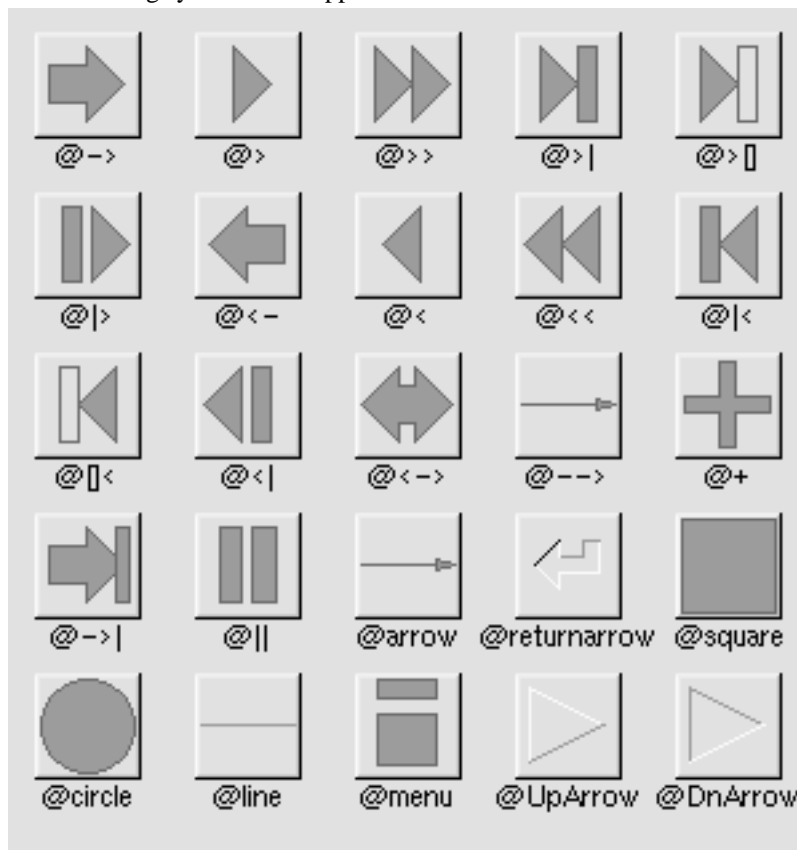 @-> @> @>> @>| @>[]
@|> @<- @< @<< @|<
@[]< @<| @<-> @--> @+
@->| @|| @arrow @returnarrow @square
@circle @line @menu @UpArrow @DnArrow